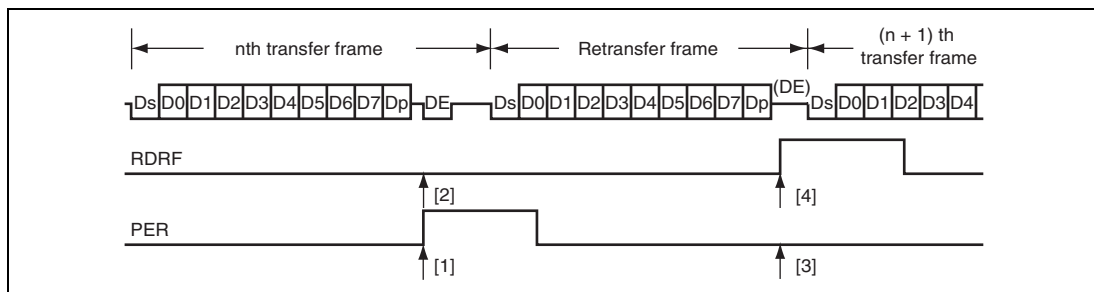 nth transfer frame Retransfer frame (n + 1) th
transfer frame
Ds D0 D1 D2 D3 D4 D5 D6 D7 Dp DE Ds D0 D1 D2 D3 D4 D5 D6 D7 Dp (DE) Ds D0 D1 D2 D3 D4
RDRF
[2] [4]
PER
[1] [3]